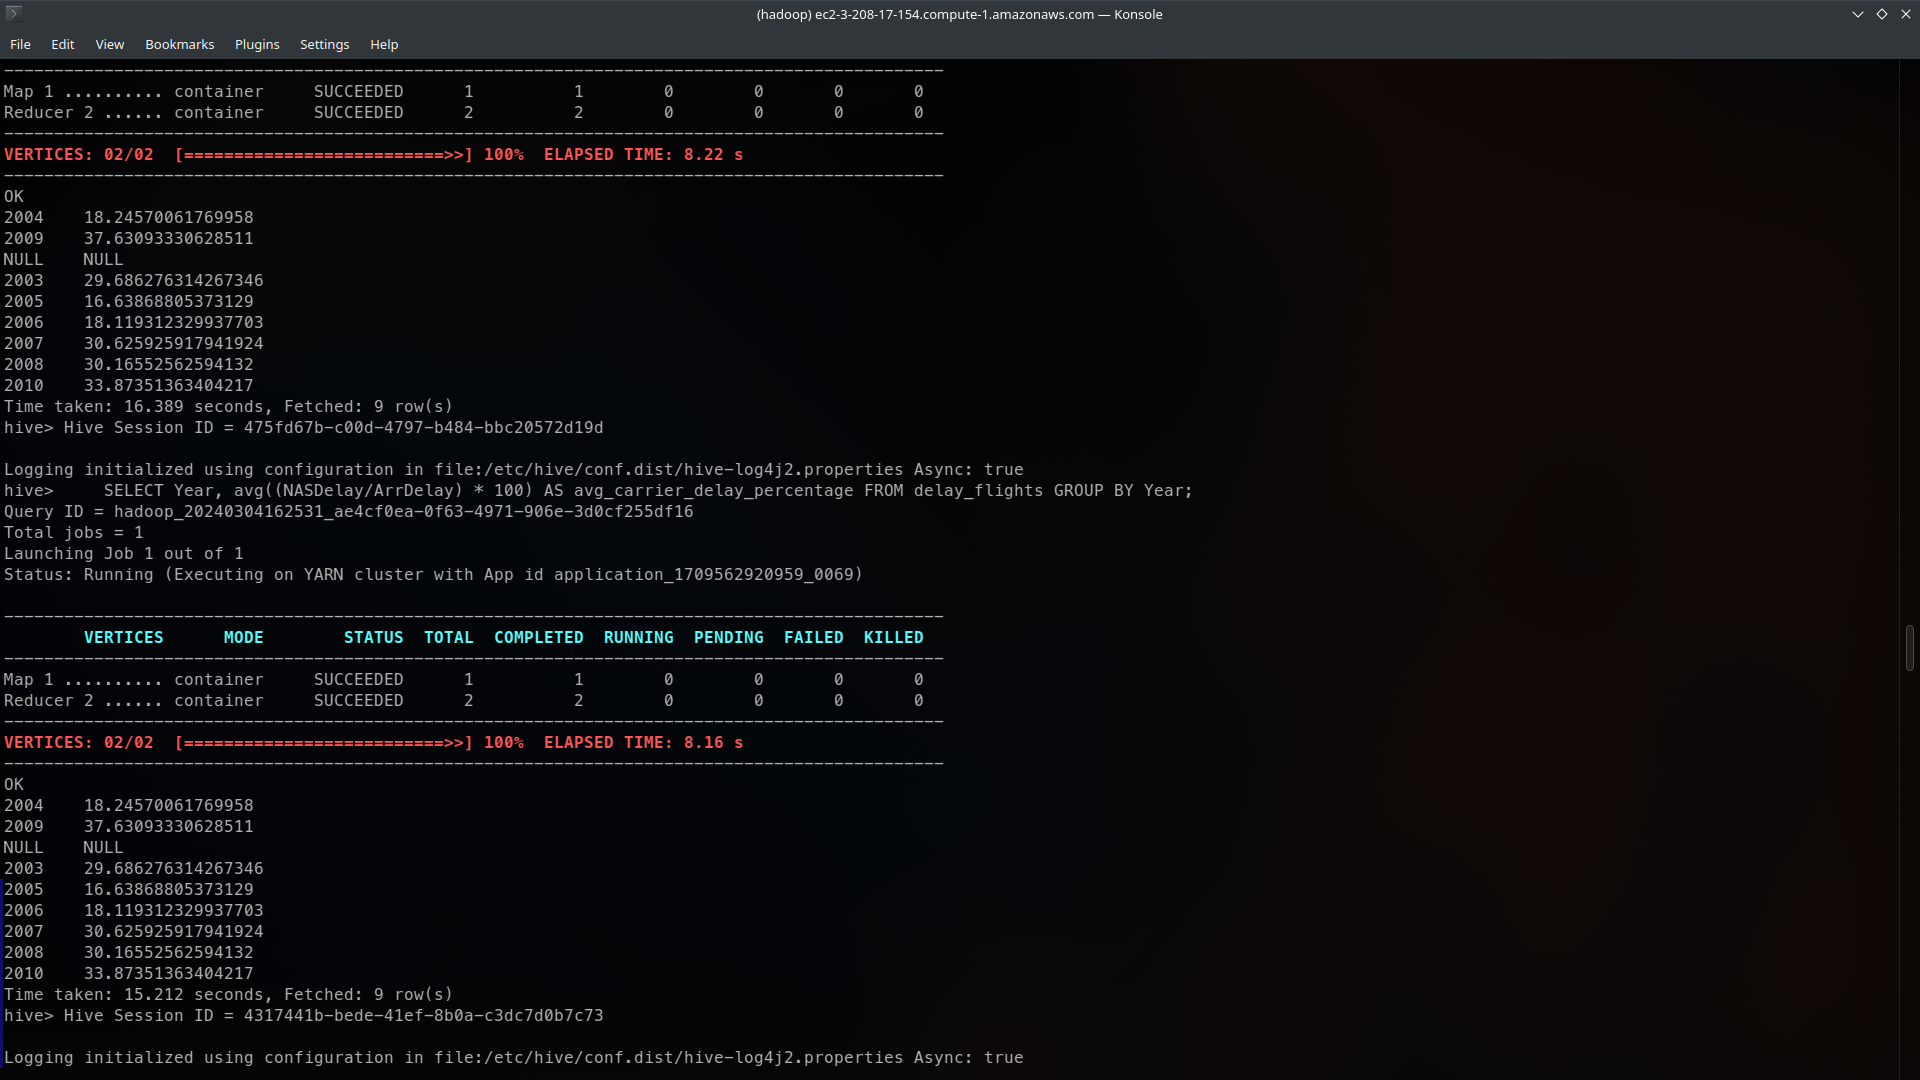 (hadoop) ec2-3-208-17-154.compute-1.amazonaws.com — Konsole
File Edit View Bookmarks Plugins Settings Help
----------------------------------------------------------------------------------------------
Map 1 .......... container     SUCCEEDED      1          1        0        0       0       0
Reducer 2 ...... container     SUCCEEDED      2          2        0        0       0       0
----------------------------------------------------------------------------------------------
VERTICES: 02/02  [==========================>>] 100%  ELAPSED TIME: 8.22 s
----------------------------------------------------------------------------------------------
OK
2004    18.24570061769958
2009    37.63093330628511
NULL    NULL
2003    29.686276314267346
2005    16.63868805373129
2006    18.119312329937703
2007    30.625925917941924
2008    30.16552562594132
2010    33.87351363404217
Time taken: 16.389 seconds, Fetched: 9 row(s)
hive> Hive Session ID = 475fd67b-c00d-4797-b484-bbc20572d19d
Logging initialized using configuration in file:/etc/hive/conf.dist/hive-log4j2.properties Async: true
hive>     SELECT Year, avg((NASDelay/ArrDelay) * 100) AS avg_carrier_delay_percentage FROM delay_flights GROUP BY Year;
Query ID = hadoop_20240304162531_ae4cf0ea-0f63-4971-906e-3d0cf255df16
Total jobs = 1
Launching Job 1 out of 1
Status: Running (Executing on YARN cluster with App id application_1709562920959_0069)
----------------------------------------------------------------------------------------------
        VERTICES      MODE        STATUS  TOTAL  COMPLETED  RUNNING  PENDING  FAILED  KILLED
----------------------------------------------------------------------------------------------
Map 1 .......... container     SUCCEEDED      1          1        0        0       0       0
Reducer 2 ...... container     SUCCEEDED      2          2        0        0       0       0
----------------------------------------------------------------------------------------------
VERTICES: 02/02  [==========================>>] 100%  ELAPSED TIME: 8.16 s
----------------------------------------------------------------------------------------------
OK
2004    18.24570061769958
2009    37.63093330628511
NULL    NULL
2003    29.686276314267346
2005    16.63868805373129
2006    18.119312329937703
2007    30.625925917941924
2008    30.16552562594132
2010    33.87351363404217
Time taken: 15.212 seconds, Fetched: 9 row(s)
hive> Hive Session ID = 4317441b-bede-41ef-8b0a-c3dc7d0b7c73
Logging initialized using configuration in file:/etc/hive/conf.dist/hive-log4j2.properties Async: true